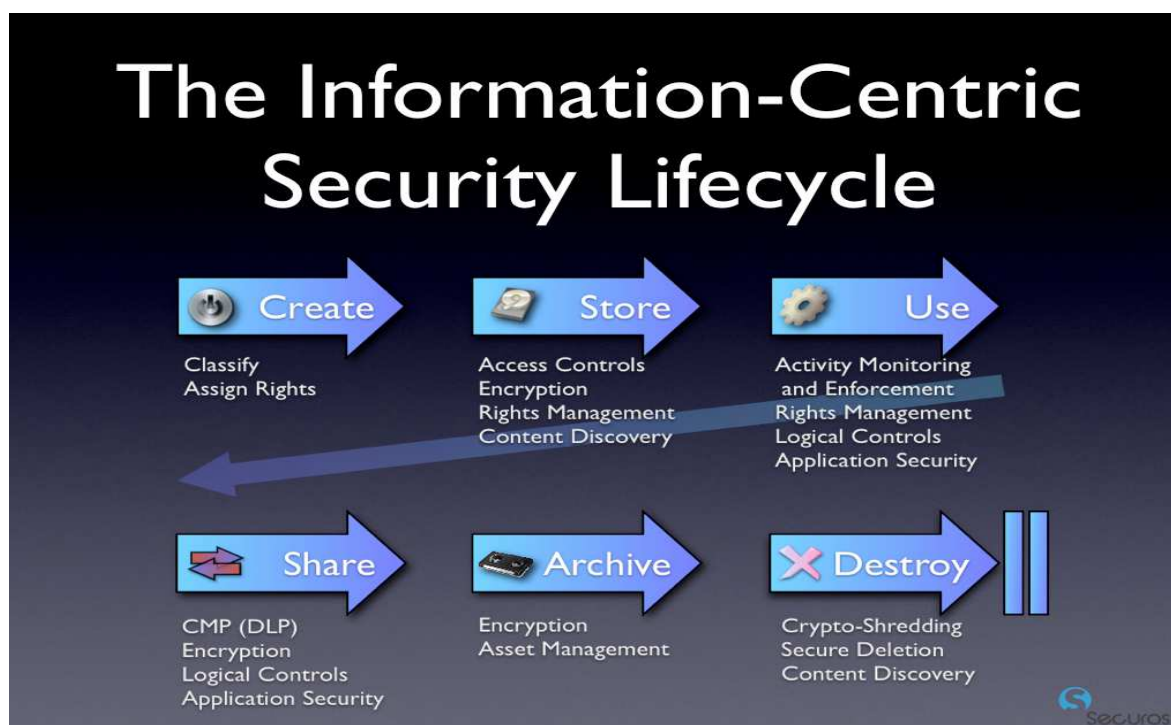 The Information-Centric
Security Lifecycle
Create
Classify
Assign Rights
Store
Access Controls
Encryption
Rights Management
Content Discovery
Use
Activity Monitoring
and Enforcement
Rights Management
Logical Controls
Application Security
Share
CMP (DLP)
Encryption
Logical Controls
Application Security
Archive
Encryption
Asset Management
Destroy
Crypto-Shredding
Secure Deletion
Content Discovery
Securos